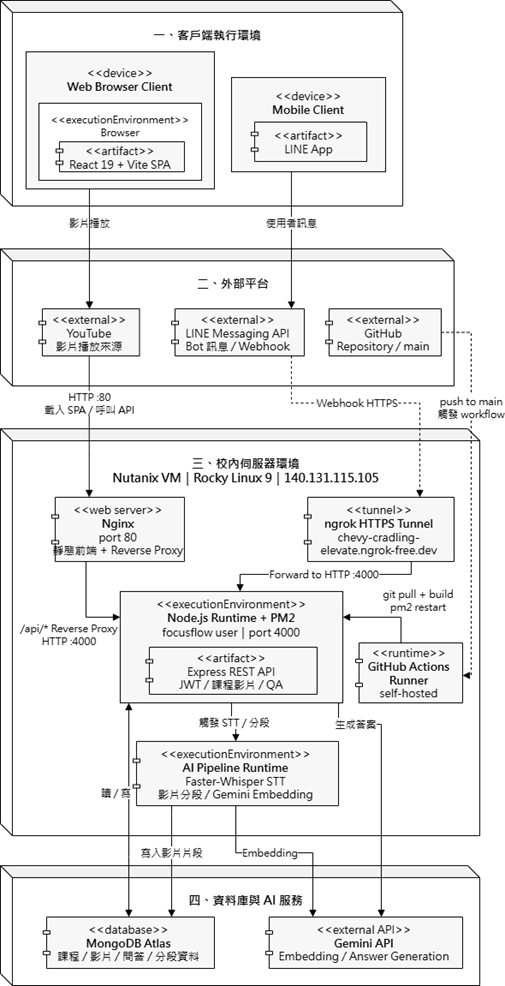 一、客戶端執行環境
<<device>>
Web Browser Client
<<executionEnvironment>>
Browser
<<artifact>>
React 19 + Vite SPA
<<device>>
Mobile Client
<<artifact>>
LINE App
影片播放
使用者訊息
二、外部平台
<<external>>
YouTube
影片播放來源
<<external>>
LINE Messaging API
Bot 訊息 / Webhook
<<external>>
GitHub
Repository / main
HTTP :80
載入 SPA / 呼叫 API
Webhook HTTPS
push to main
觸發 workflow
三、校內伺服器環境
Nutanix VM | Rocky Linux 9 | 140.131.115.105
<<web server>>
Nginx
port 80
靜態前端 + Reverse Proxy
<<tunnel>>
ngrok HTTPS Tunnel
chevy-cradling-
elevate.ngrok-free.dev
Forward to HTTP :4000
/api/* Reverse Proxy
HTTP :4000
<<executionEnvironment>>
Node.js Runtime + PM2
focusflow user | port 4000
<<artifact>>
Express REST API
JWT / 課程影片 / QA
git pull + build
pm2 restart
<<runtime>>
GitHub Actions
Runner
self-hosted
觸發 STT / 分段
生成答案
<<executionEnvironment>>
AI Pipeline Runtime
Faster-Whisper STT
影片分段 / Gemini Embedding
讀 / 寫
寫入影片片段
Embedding
四、資料庫與 AI 服務
<<database>>
MongoDB Atlas
課程 / 影片 / 問答 / 分段資料
<<external API>>
Gemini API
Embedding / Answer Generation